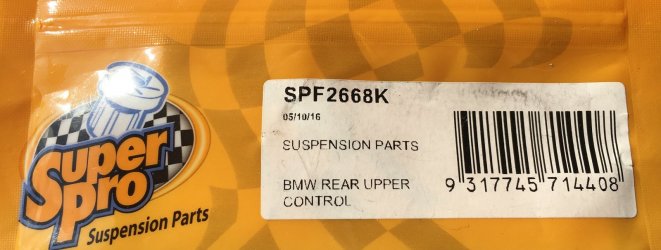 Super
Pro
Suspension Parts
SPF2668K
05/10/16
SUSPENSION PARTS
BMW REAR UPPER
CONTROL
9 317745 714408